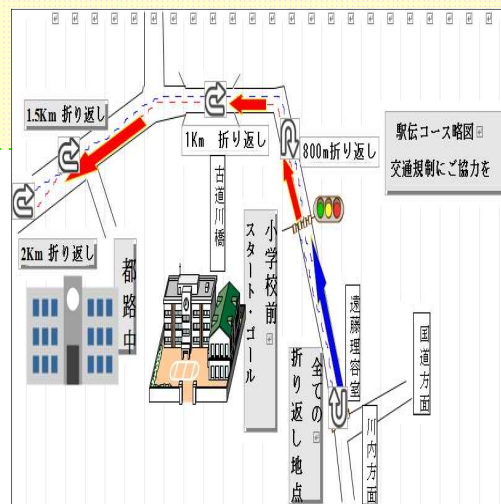 駅伝コース略図
交通規制にご協力を
1.5Km 折り返し
1Km 折り返し
800m折り返し
2Km 折り返し
古道川橋
都路中
小学校前
スタート・ゴール
遠藤理容室
全ての
折り返し地点
国道方面
川内方面